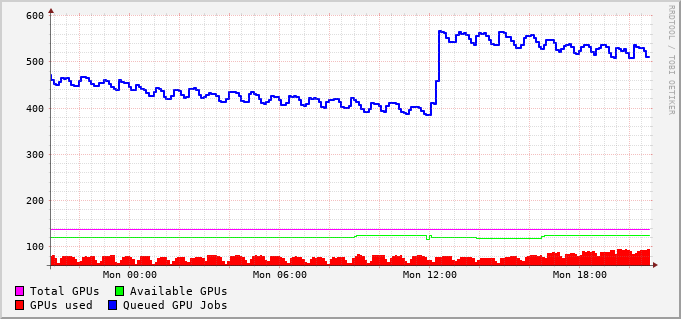 600
500
400
300
200
100
Mon 00:00 Mon 06:00 Mon 12:00 Mon 18:00
Total GPUs Available GPUs
GPUs used Queued GPU Jobs
RRDTOOL / TOBI OETIKER